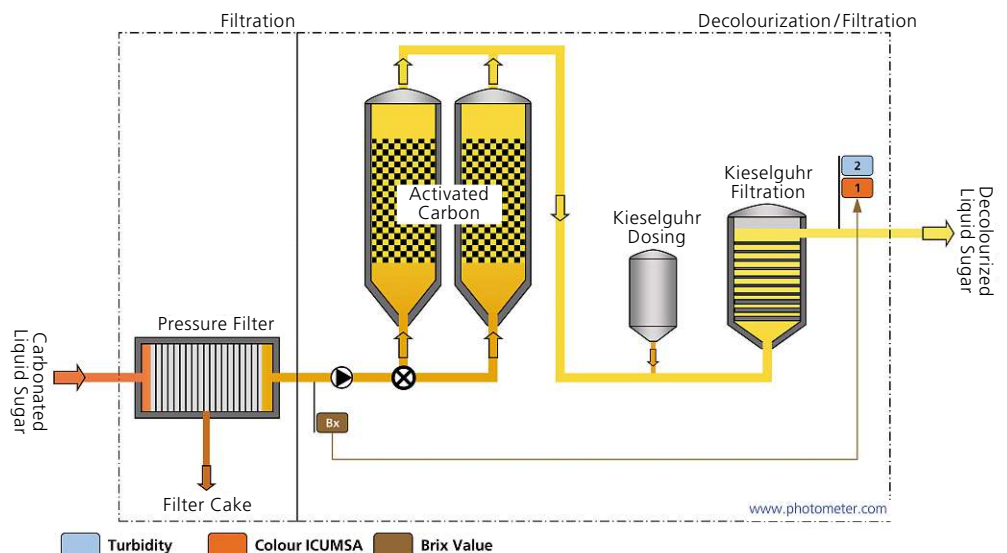 Filtration
Decolourization/Filtration
Activated
Carbon
Kieselguhr
Dosing
Kieselguhr
Filtration
2
1
Decolourized
Liquid Sugar
Carbonated
Liquid Sugar
Pressure Filter
Bx
Filter Cake
www.photometer.com
Turbidity
Colour ICUMSA
Brix Value